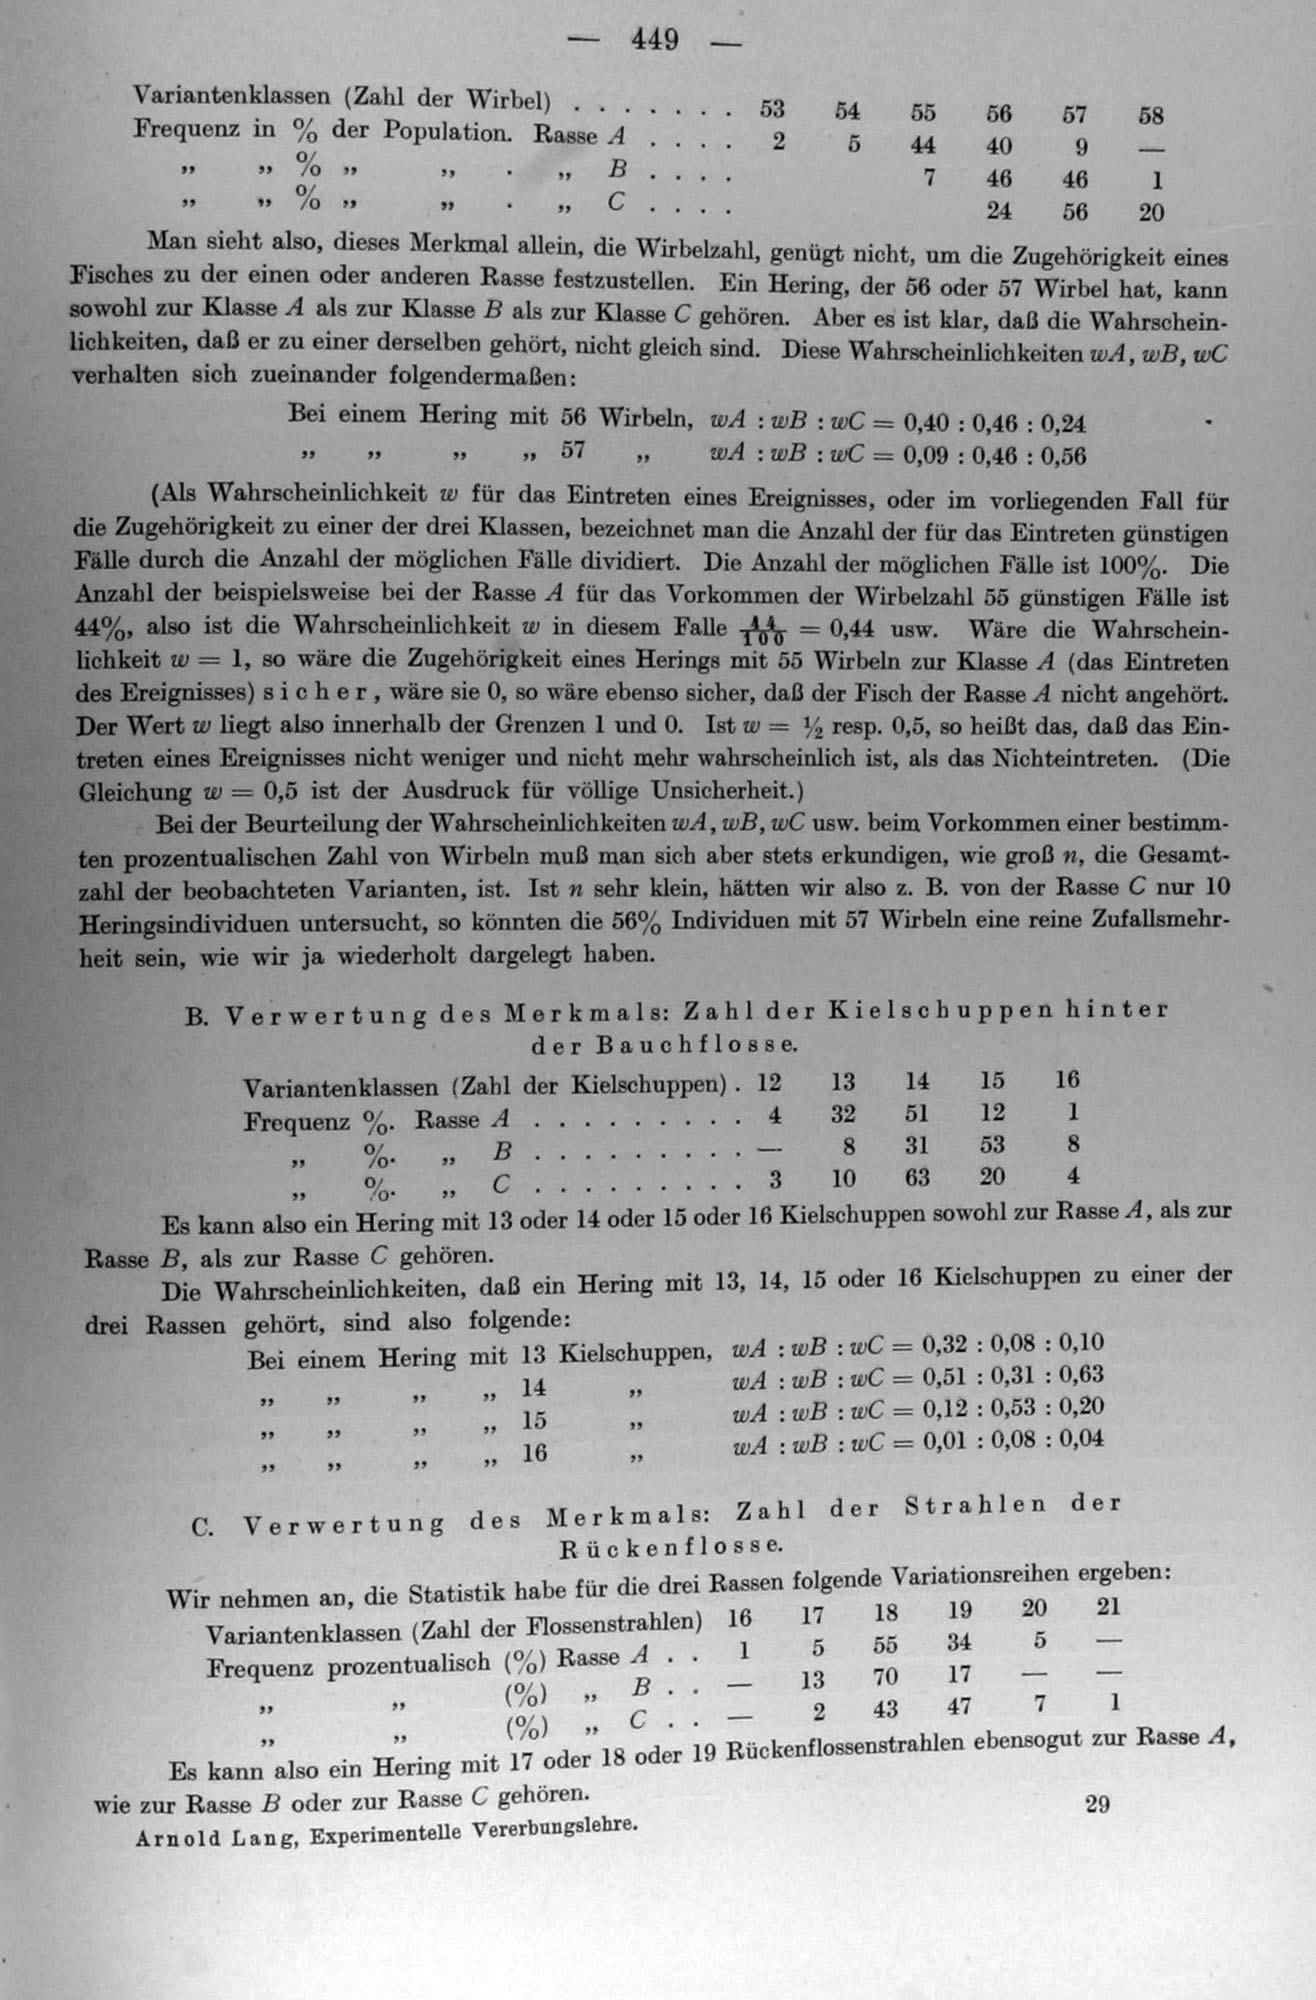 — 449 —
Variantenklassen (Zahl der Wirbel) . . . . . . . 53 54 55 56 57 58
Frequenz in % der Population. Rasse A . . . . 2 5 44 40 9 —
„ „ % „ „ . „ B . . . . 7 46 46 1
„ „ % „ „ . „ C . . . . 24 56 20
Man sieht also, dieses Merkmal allein, die Wirbelzahl, genügt nicht, um die Zugehörigkeit eines
Fisches zu der einen oder anderen Rasse festzustellen. Ein Hering, der 56 oder 57 Wirbel hat, kann
sowohl zur Klasse A als zur Klasse B als zur Klasse C gehören. Aber es ist klar, daß die Wahrschein-
lichkeiten, daß er zu einer derselben gehört, nicht gleich sind. Diese Wahrscheinlichkeiten wA, wB, wC
verhalten sich zueinander folgendermaßen:
Bei einem Hering mit 56 Wirbeln, wA : wB : wC = 0,40 : 0,46 : 0,24
„ „ „ „ 57 „ wA : wB : wC = 0,09 : 0,46 : 0,56
(Als Wahrscheinlichkeit w für das Eintreten eines Ereignisses, oder im vorliegenden Fall für
die Zugehörigkeit zu einer der drei Klassen, bezeichnet man die Anzahl der für das Eintreten günstigen
Fälle durch die Anzahl der möglichen Fälle dividiert. Die Anzahl der möglichen Fälle ist 100%. Die
Anzahl der beispielsweise bei der Rasse A für das Vorkommen der Wirbelzahl 55 günstigen Fälle ist
44%, also ist die Wahrscheinlichkeit w in diesem Falle 44/100 = 0,44 usw. Wäre die Wahrschein-
lichkeit w = 1, so wäre die Zugehörigkeit eines Herings mit 55 Wirbeln zur Klasse A (das Eintreten
des Ereignisses) sicher, wäre sie 0, so wäre ebenso sicher, daß der Fisch der Rasse A nicht angehört.
Der Wert w liegt also innerhalb der Grenzen 1 und 0. Ist w = ½ resp. 0,5, so heißt das, daß das Ein-
treten eines Ereignisses nicht weniger und nicht mehr wahrscheinlich ist, als das Nichteintreten. (Die
Gleichung w = 0,5 ist der Ausdruck für völlige Unsicherheit.)
Bei der Beurteilung der Wahrscheinlichkeiten wA, wB, wC usw. beim Vorkommen einer bestimm-
ten prozentualischen Zahl von Wirbeln muß man sich aber stets erkundigen, wie groß n, die Gesamt-
zahl der beobachteten Varianten, ist. Ist n sehr klein, hätten wir also z. B. von der Rasse C nur 10
Heringsindividuen untersucht, so könnten die 56% Individuen mit 57 Wirbeln eine reine Zufallsmehr-
heit sein, wie wir ja wiederholt dargelegt haben.
B. Verwertung des Merkmals: Zahl der Kielschuppen hinter
der Bauchflosse.
Variantenklassen (Zahl der Kielschuppen) . 12 13 14 15 16
Frequenz %. Rasse A . . . . . . . . . 4 32 51 12 1
„ %. „ B . . . . . . . . . — 8 31 53 8
„ %. „ C . . . . . . . . . 3 10 63 20 4
Es kann also ein Hering mit 13 oder 14 oder 15 oder 16 Kielschuppen sowohl zur Rasse A, als zur
Rasse B, als zur Rasse C gehören.
Die Wahrscheinlichkeiten, daß ein Hering mit 13, 14, 15 oder 16 Kielschuppen zu einer der
drei Rassen gehört, sind also folgende:
Bei einem Hering mit 13 Kielschuppen, wA : wB : wC = 0,32 : 0,08 : 0,10
„ „ „ „ 14 „ wA : wB : wC = 0,51 : 0,31 : 0,63
„ „ „ „ 15 „ wA : wB : wC = 0,12 : 0,53 : 0,20
„ „ „ „ 16 „ wA : wB : wC = 0,01 : 0,08 : 0,04
C. Verwertung des Merkmals: Zahl der Strahlen der
Rückenflosse.
Wir nehmen an, die Statistik habe für die drei Rassen folgende Variationsreihen ergeben:
Variantenklassen (Zahl der Flossenstrahlen) 16 17 18 19 20 21
Frequenz prozentualisch (%) Rasse A . . 1 5 55 34 5 —
„ „ (%) „ B . . — 13 70 17 — —
„ „ (%) „ C . . — 2 43 47 7 1
Es kann also ein Hering mit 17 oder 18 oder 19 Rückenflossenstrahlen ebensogut zur Rasse A,
wie zur Rasse B oder zur Rasse C gehören.
Arnold Lang, Experimentelle Vererbungslehre. 29